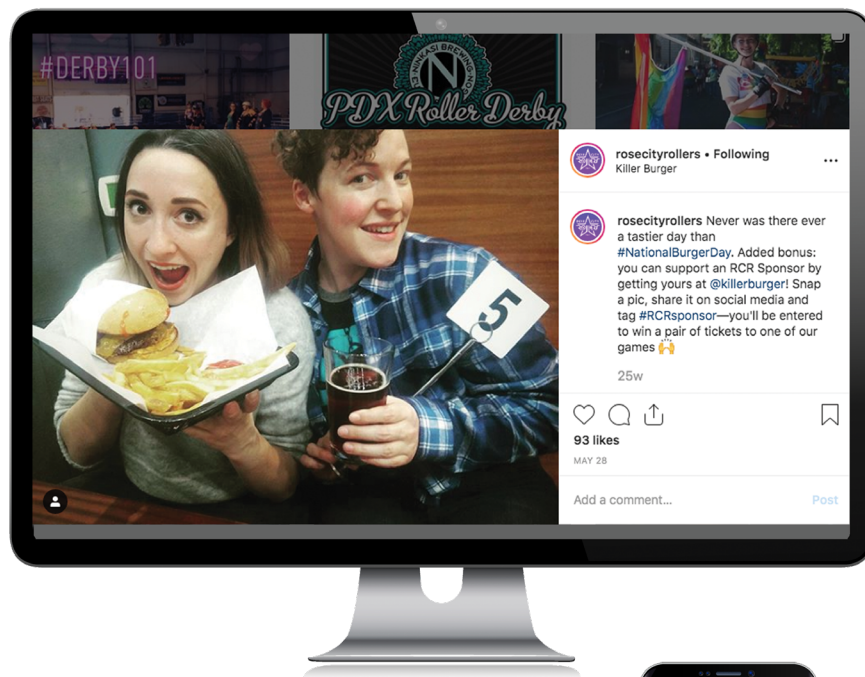 #DERBY101
NINKASI BREWING
N
PDX Roller Derby
5
rosecityrollers • Following
Killer Burger
rosecityrollers Never was there ever
a tastier day than
#NationalBurgerDay. Added bonus:
you can support an RCR Sponsor by
getting yours at @killerburger! Snap
a pic, share it on social media and
tag #RCRsponsor—you'll be entered
to win a pair of tickets to one of our
games 🙌
25w
93 likes
MAY 28
Add a comment...
Post